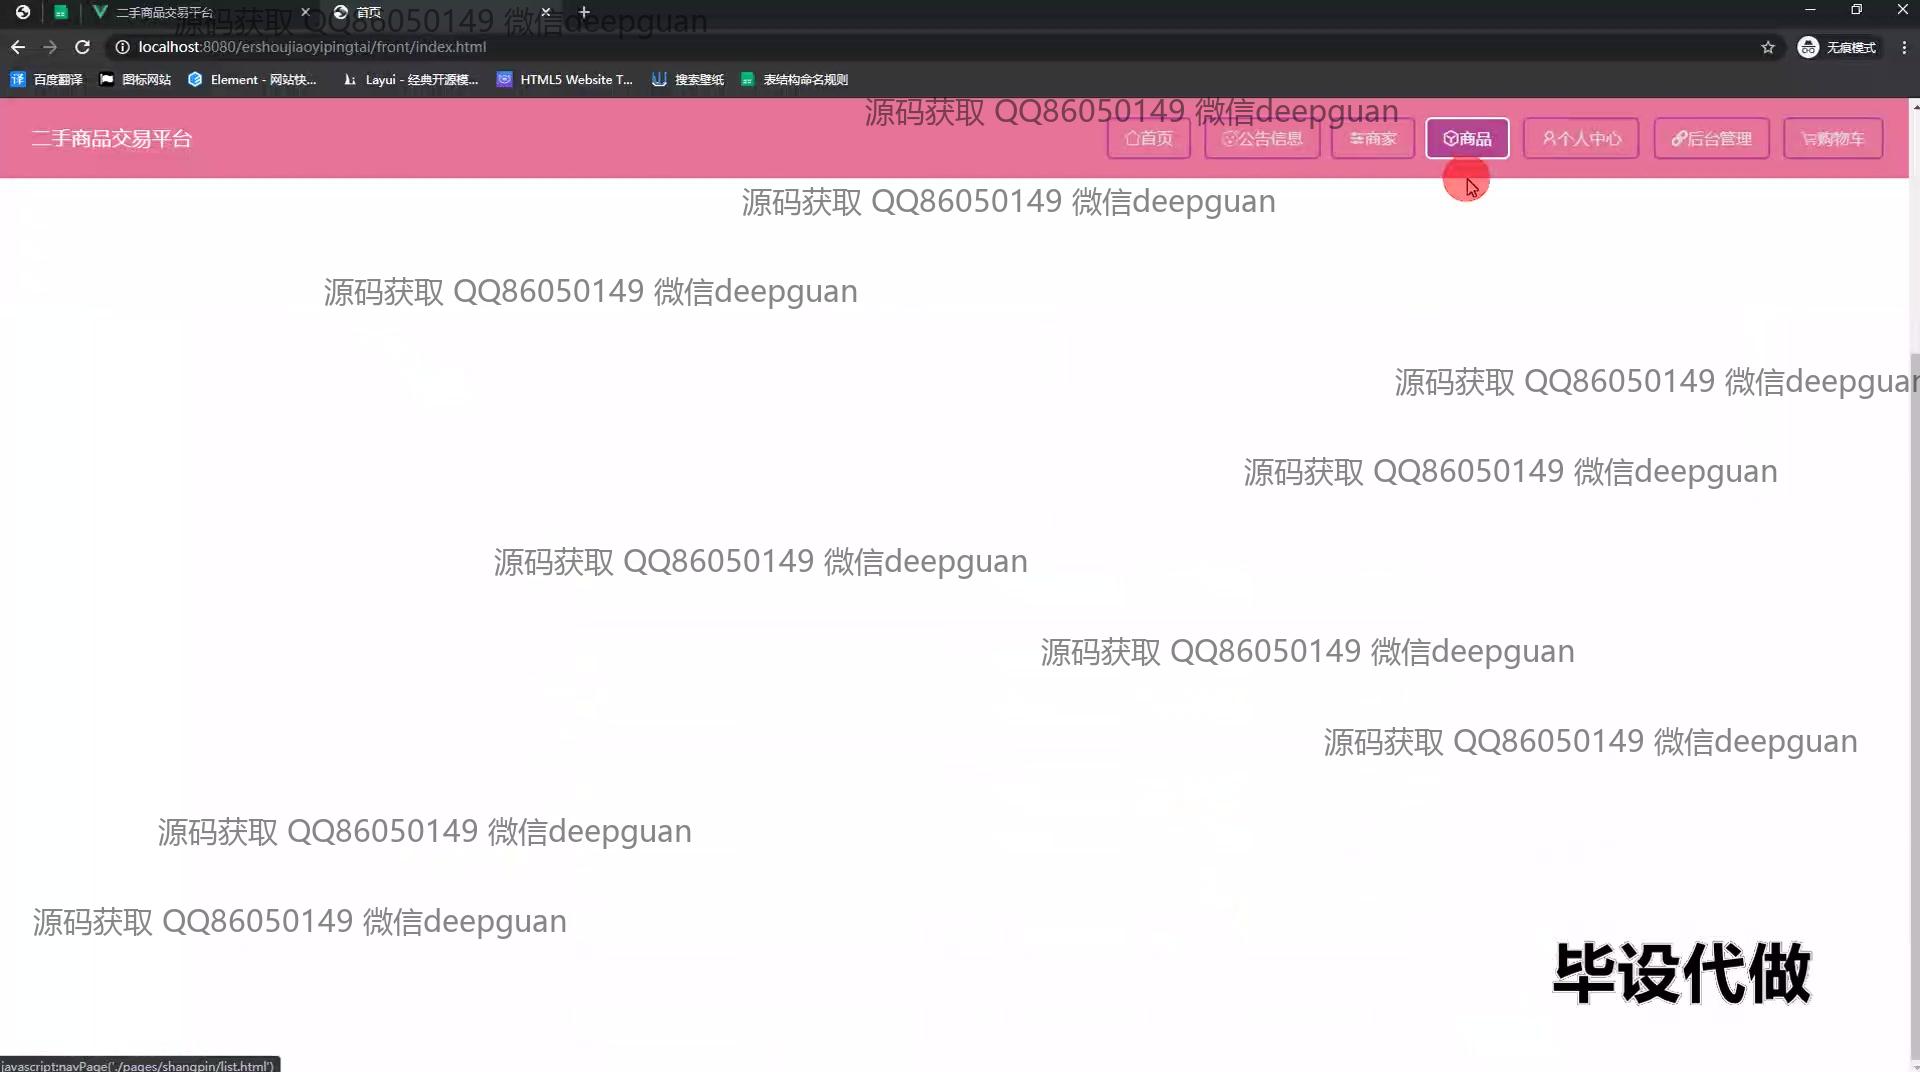 二手商品交易平台
首页
源码获取 QQ86050149 微信deepguan
localhost:8080/ershoujiaoyipingtai/front/index.html
无痕模式
百度翻译
图标网站
Element - 网站快...
Layui - 经典开源模...
HTML5 Website T...
搜索壁纸
表结构命名规则
源码获取 QQ86050149 微信deepguan
二手商品交易平台
首页
公告信息
商家
商品
个人中心
后台管理
购物车
源码获取 QQ86050149 微信deepguan
源码获取 QQ86050149 微信deepguan
源码获取 QQ86050149 微信deepguan
源码获取 QQ86050149 微信deepguan
源码获取 QQ86050149 微信deepguan
源码获取 QQ86050149 微信deepguan
源码获取 QQ86050149 微信deepguan
源码获取 QQ86050149 微信deepguan
源码获取 QQ86050149 微信deepguan
毕设代做
javascript:navPage('./pages/shangpin/list.html')